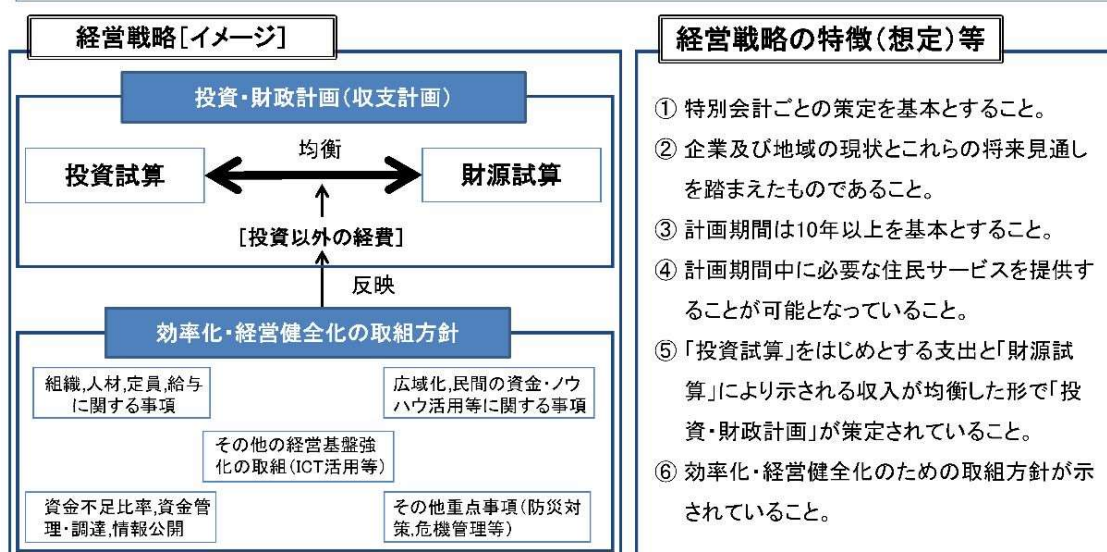 経営戦略[イメージ]
投資・財政計画(収支計画)
均衡
投資試算
財源試算
[投資以外の経費]
反映
効率化・経営健全化の取組方針
組織,人材,定員,給与
に関する事項
広域化,民間の資金・ノウ
ハウ活用等に関する事項
その他の経営基盤強
化の取組(ICT活用等)
資金不足比率,資金管
理・調達,情報公開
その他重点事項(防災対
策,危機管理等)
経営戦略の特徴(想定)等
① 特別会計ごとの策定を基本とすること。
② 企業及び地域の現状とこれらの将来見通し
を踏まえたものであること。
③ 計画期間は10年以上を基本とすること。
④ 計画期間中に必要な住民サービスを提供す
ることが可能となっていること。
⑤ 「投資試算」をはじめとする支出と「財源試
算」により示される収入が均衡した形で「投
資・財政計画」が策定されていること。
⑥ 効率化・経営健全化のための取組方針が示
されていること。